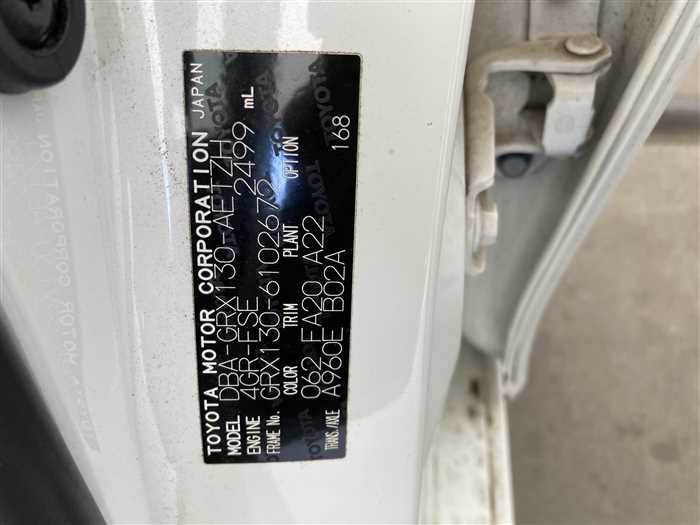 TOYOTA MOTOR CORPORATION JAPAN
MODEL DBA-GRX130-AETZH
ENGINE 4GR-FSE 2499 mL
FRAME No. GRX130-6102672
COLOR TRIM PLANT OPTION
062 FA20 A22 168
TRANS./AXLE A960E B02A